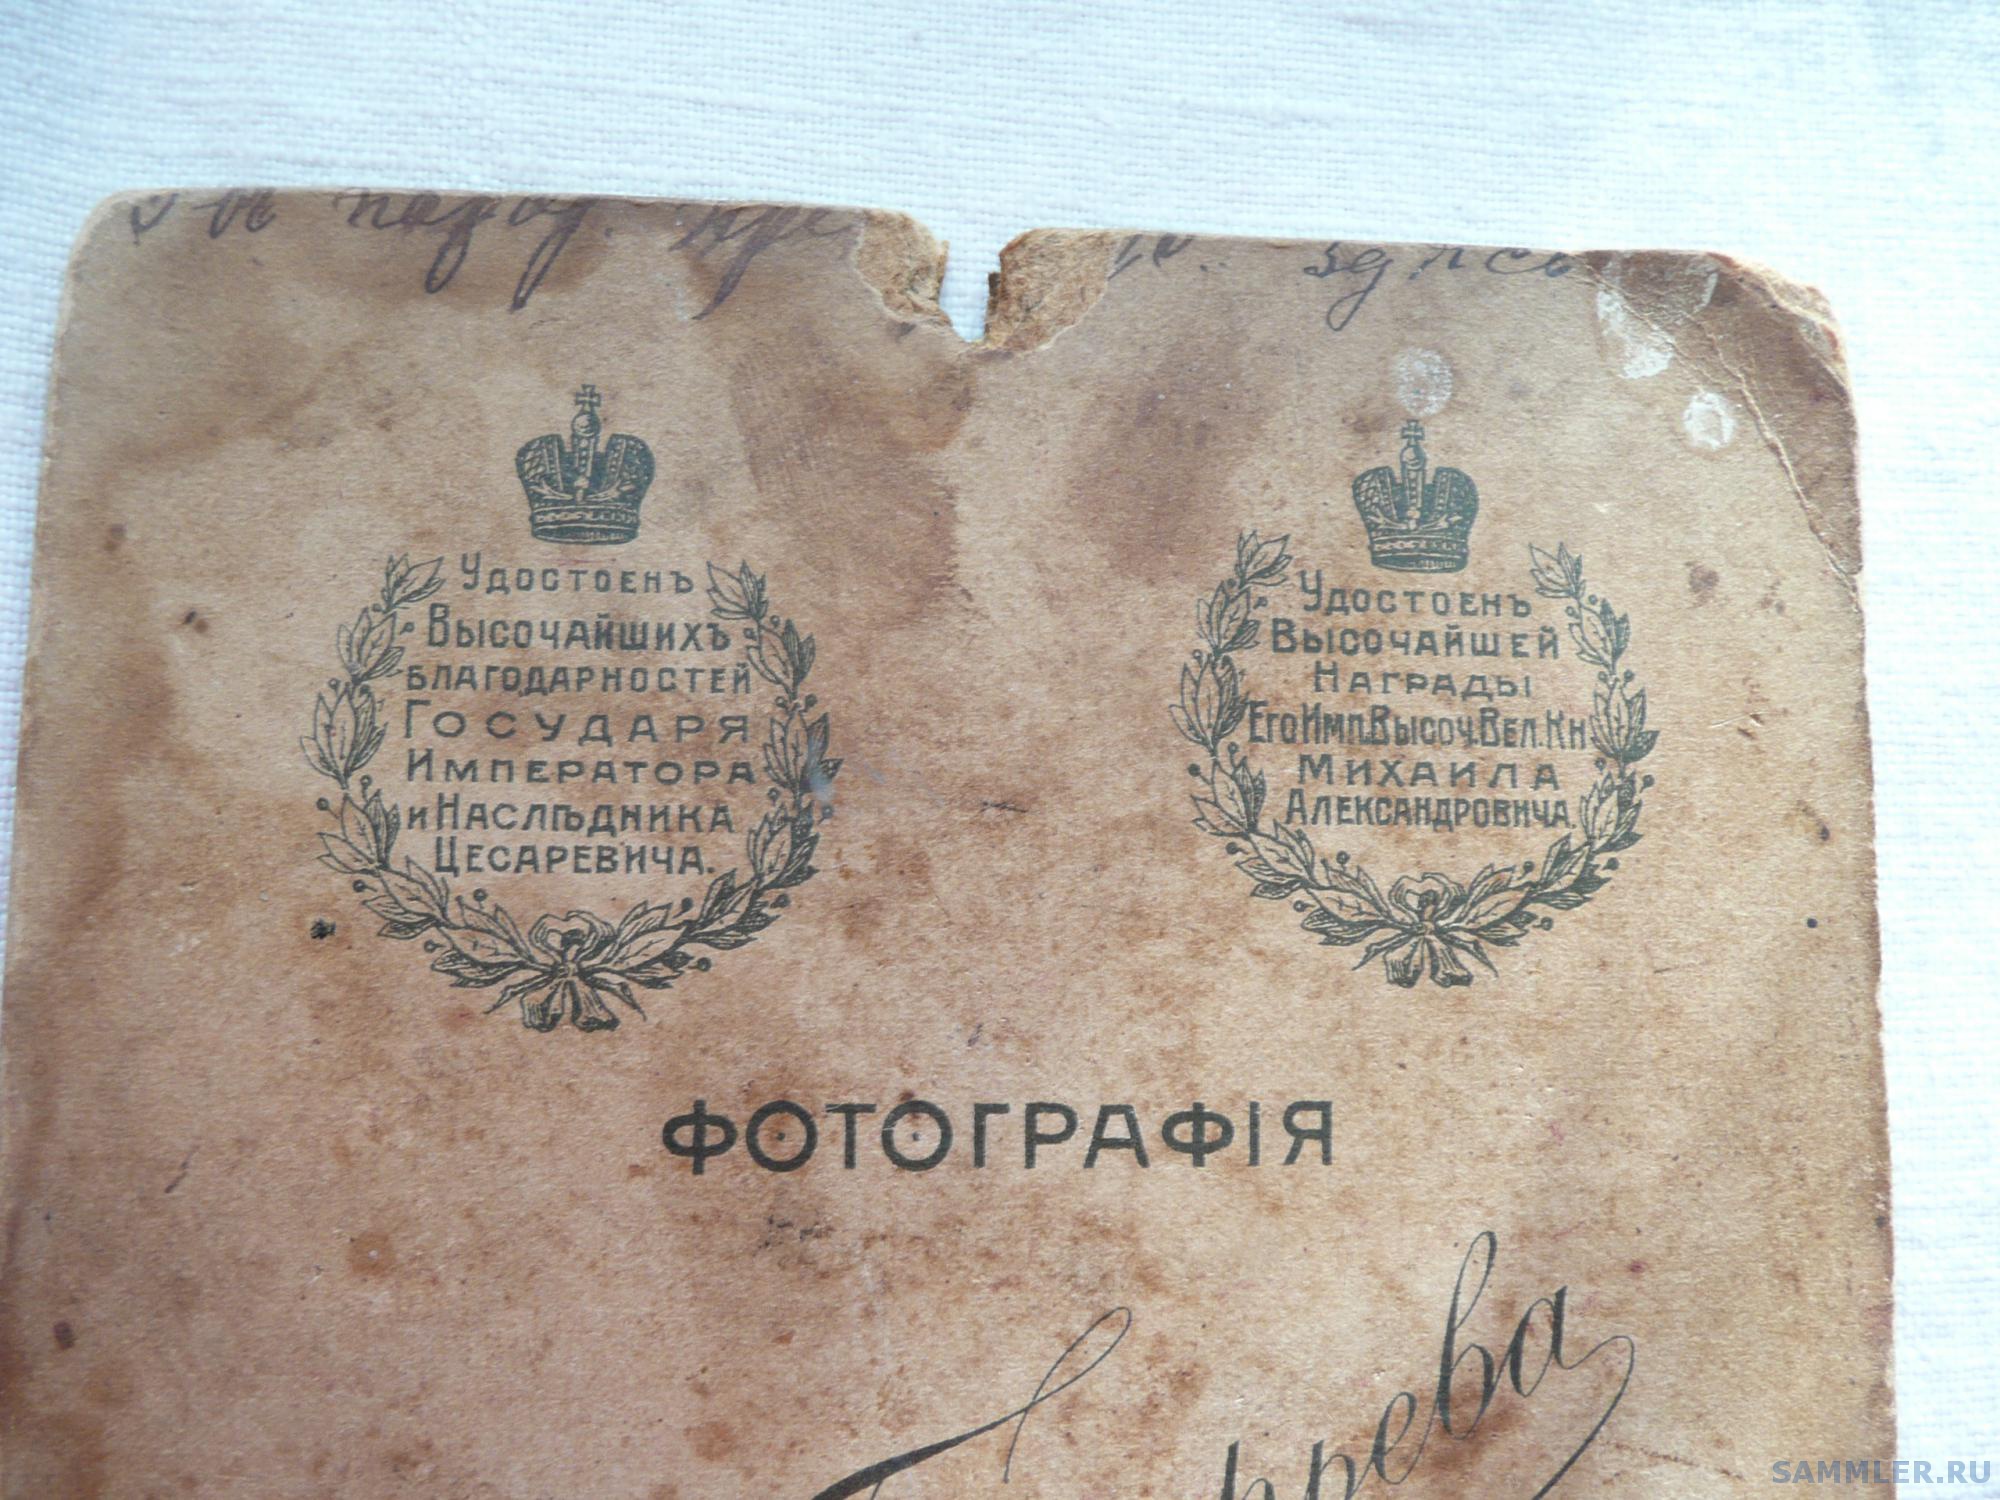 здѣсь
Удостоенъ
Высочайшихъ
благодарностей
Государя
Императора
и Наслѣдника
Цесаревича.
Удостоенъ
Высочайшей
Награды
Его Имп.Высоч.Вел.Кн
Михаила
Александровича.
ФОТОГРАФІЯ
SAMMLER.RU